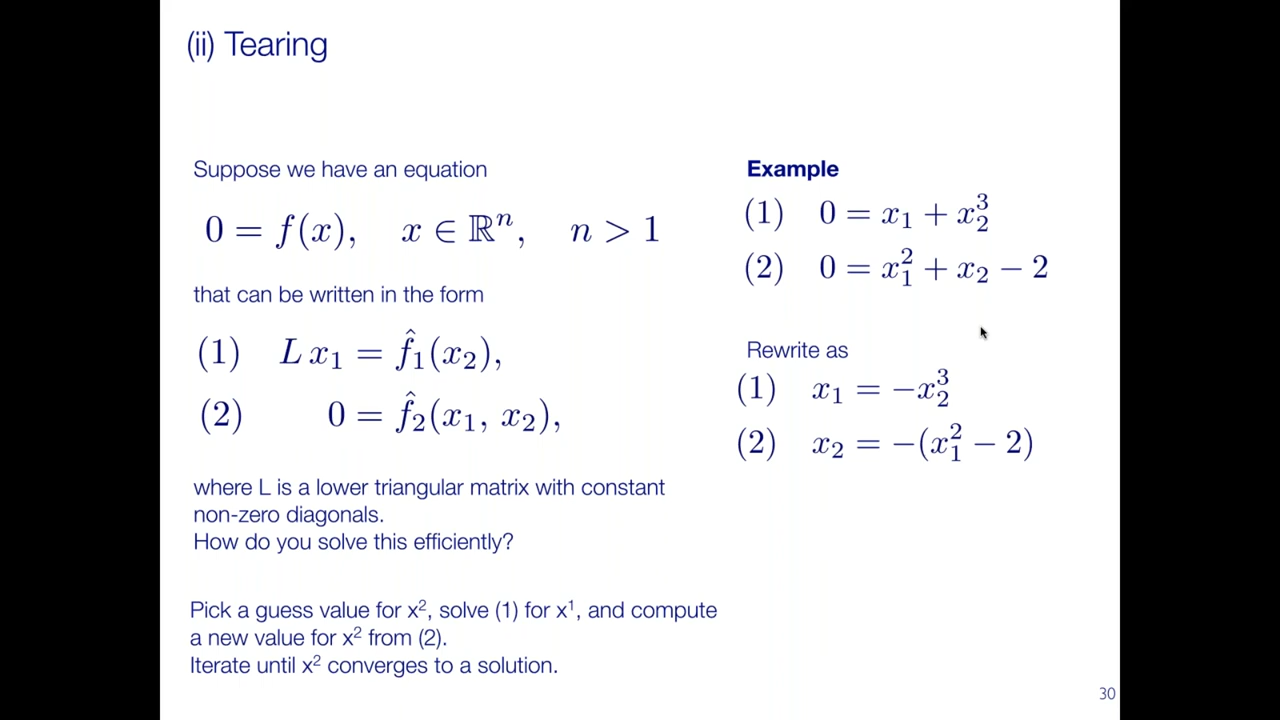 (ii) Tearing
Suppose we have an equation
0 = f(x), x ∈ ℝⁿ, n > 1
that can be written in the form
(1) L x₁ = f̂₁(x₂),
(2) 0 = f̂₂(x₁, x₂),
where L is a lower triangular matrix with constant
non-zero diagonals.
How do you solve this efficiently?
Pick a guess value for x², solve (1) for x¹, and compute
a new value for x² from (2).
Iterate until x² converges to a solution.
Example
(1) 0 = x₁ + x₂³
(2) 0 = x₁² + x₂ − 2
Rewrite as
(1) x₁ = −x₂³
(2) x₂ = −(x₁² − 2)
30